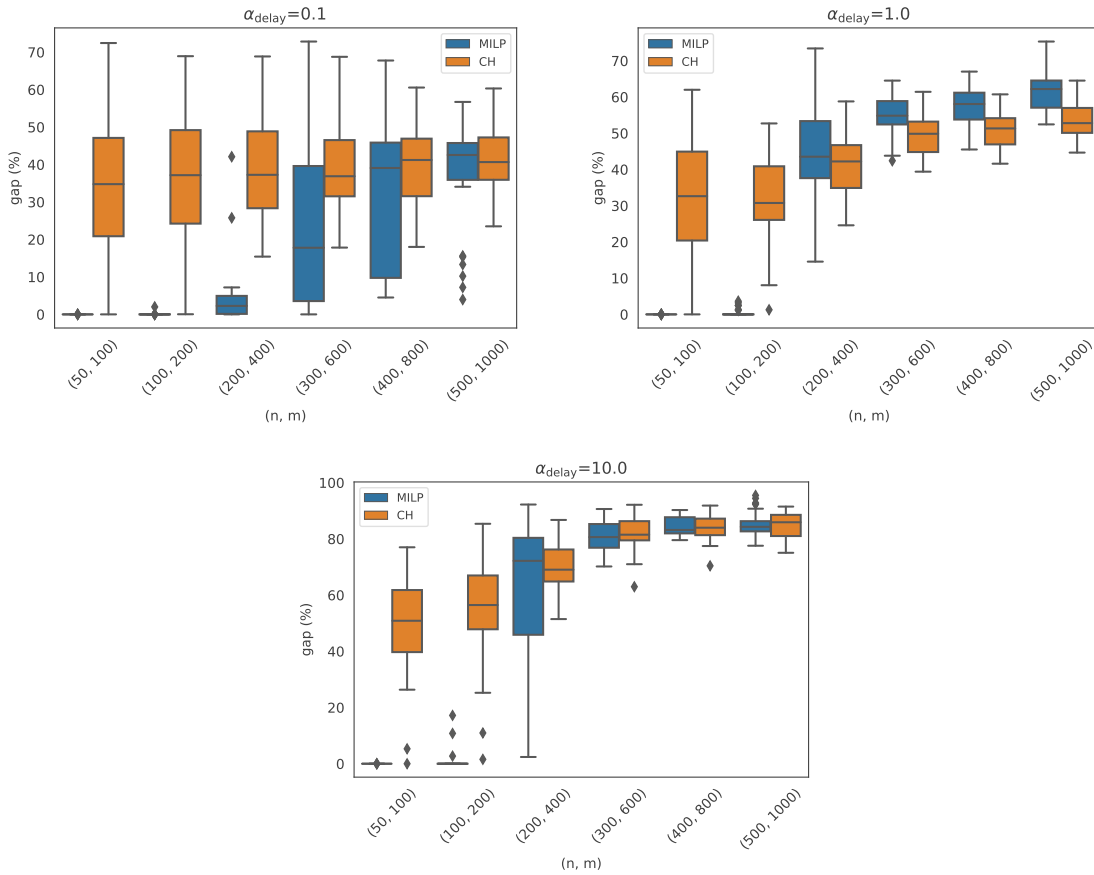 α_delay=0.1
MILP
CH
gap (%)
70
60
50
40
30
20
10
0
(50, 100)
(100, 200)
(200, 400)
(300, 600)
(400, 800)
(500, 1000)
(n, m)
α_delay=1.0
MILP
CH
gap (%)
70
60
50
40
30
20
10
0
(50, 100)
(100, 200)
(200, 400)
(300, 600)
(400, 800)
(500, 1000)
(n, m)
α_delay=10.0
MILP
CH
gap (%)
100
80
60
40
20
0
(50, 100)
(100, 200)
(200, 400)
(300, 600)
(400, 800)
(500, 1000)
(n, m)